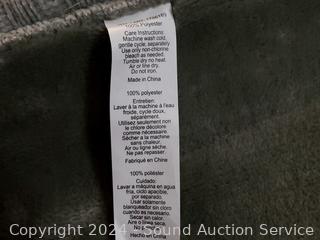 100% Polyester
Care Instructions:
Machine wash cold,
gentle cycle, separately
Use only non-chlorine
bleach as needed.
Tumble dry no heat.
Air or line dry.
Do not iron.
Made in China
100% polyester
Entretien:
Laver à la machine à l'eau
froide, cycle doux,
séparément.
Utilisez seulement non
le chlore décolore
comme nécessaire.
Sécher a la machine
sans chaleur.
Air ou ligne sèche.
Ne pas repasser.
Fabriqué en Chine
100% poliéster
Cuidado:
Lavar a máquina en agua
fría, ciclo apacible, por
separado.
Usar solamente
blanqueador sin cloro
cuando es necesario.
Secar sin calor.
Hecho en China
Copyright 2024 Sound Auction Service